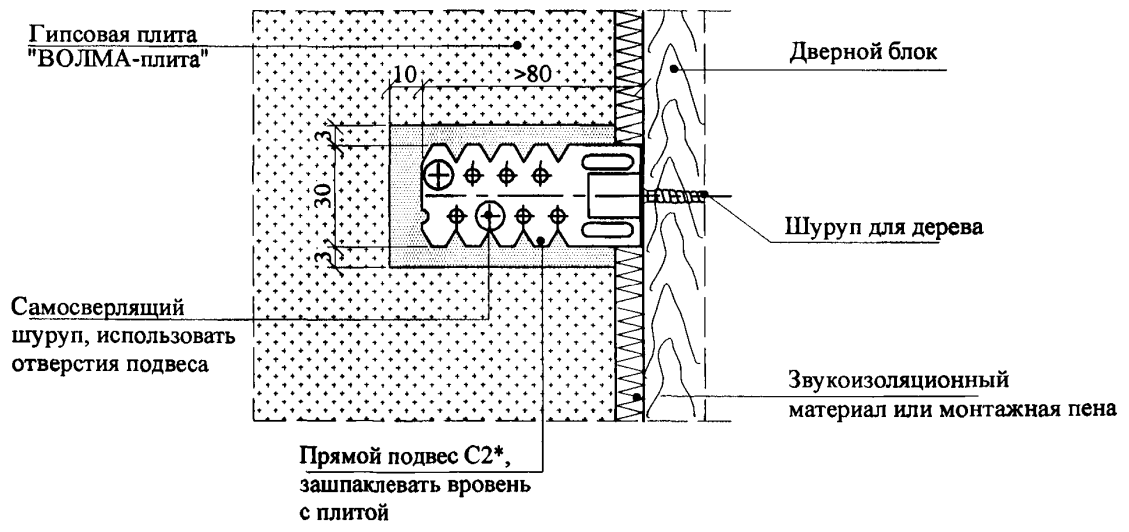 Гипсовая плита
"ВОЛМА-плита"
Дверной блок
10
>80
3
30
3
Шуруп для дерева
Самосверлящий
шуруп, использовать
отверстия подвеса
Звукоизоляционный
материал или монтажная пена
Прямой подвес С2*,
зашпаклевать вровень
с плитой